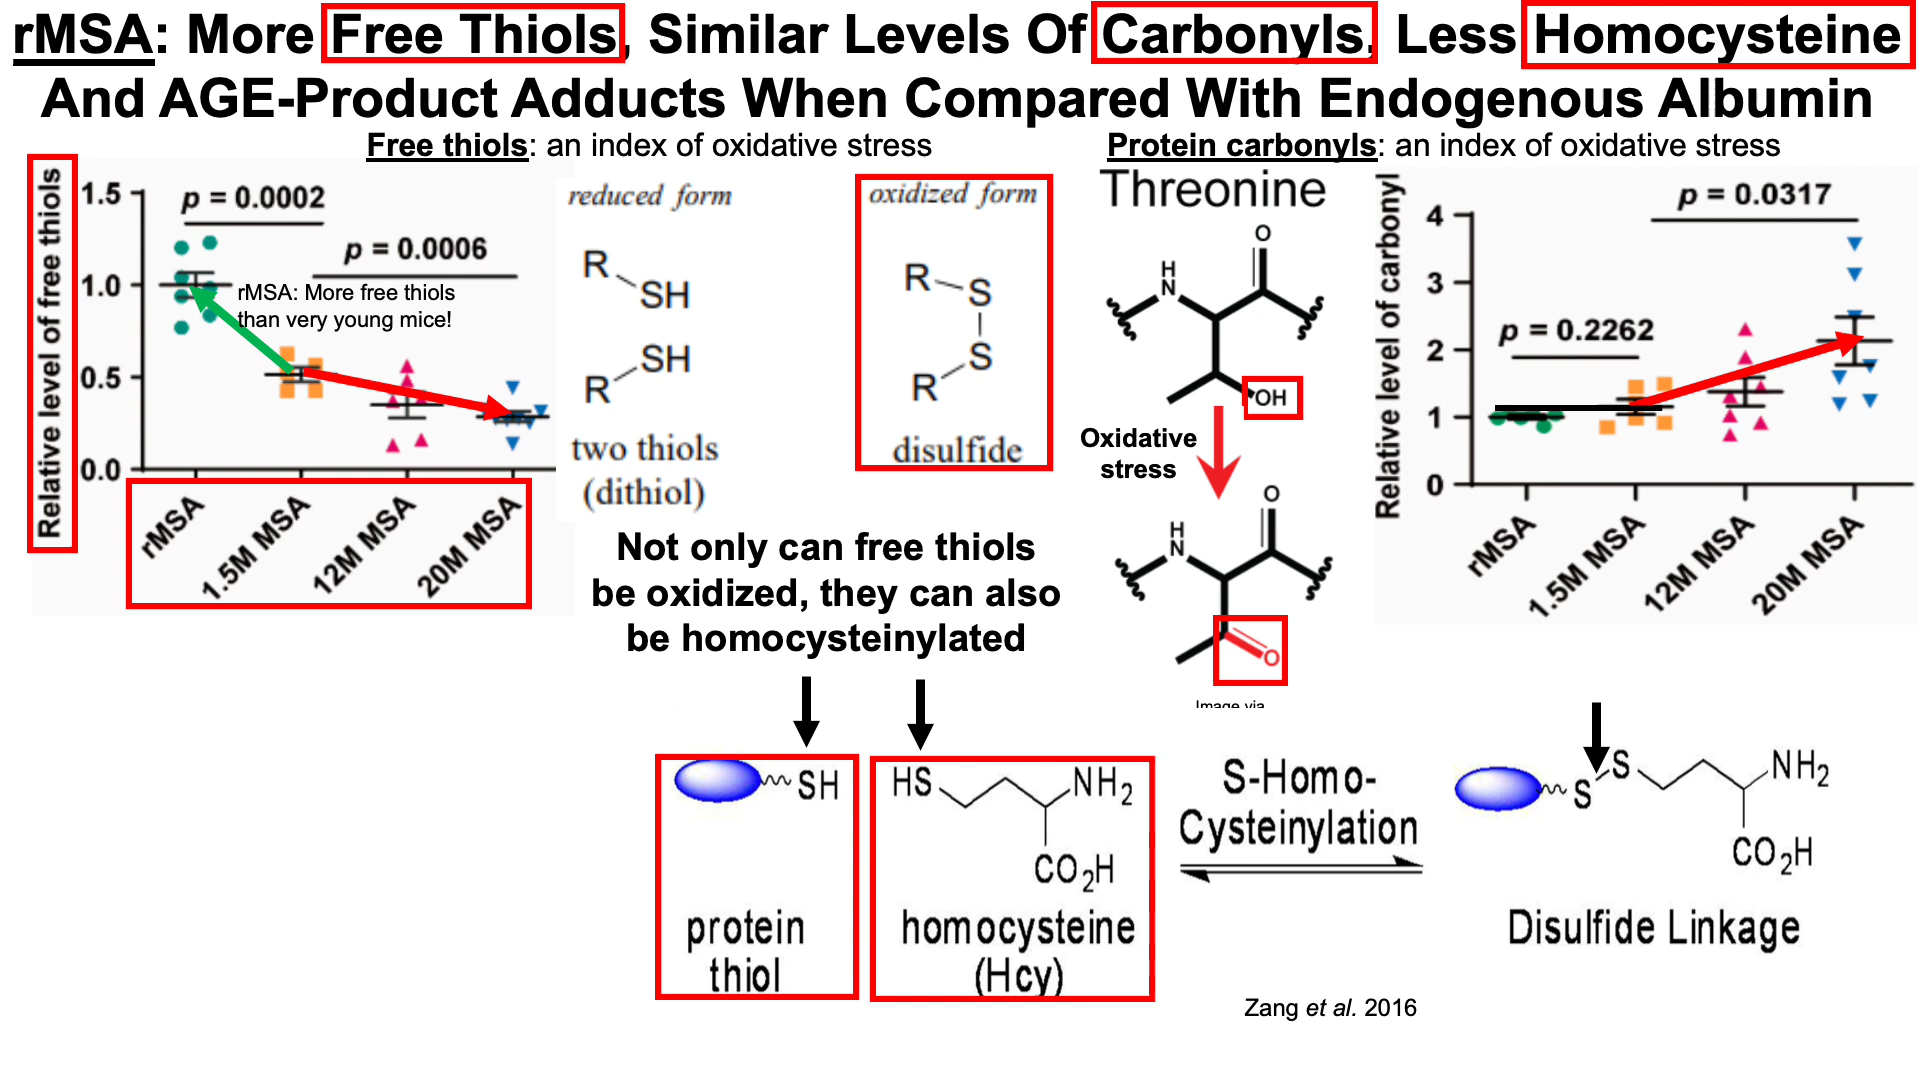 rMSA: More Free Thiols, Similar Levels Of Carbonyls, Less Homocysteine
And AGE-Product Adducts When Compared With Endogenous Albumin
Free thiols: an index of oxidative stress
Protein carbonyls: an index of oxidative stress
Relative level of free thiols
1.5
1.0
0.5
0.0
p = 0.0002
p = 0.0006
rMSA: More free thiols
than very young mice!
rMSA
1.5M MSA
12M MSA
20M MSA
reduced form
R
SH
SH
R
two thiols
(dithiol)
oxidized form
R
S
S
R
disulfide
Threonine
O
H
N
OH
Oxidative
stress
O
H
N
O
Image via
Relative level of carbonyl
4
3
2
1
0
p = 0.0317
p = 0.2262
rMSA
1.5M MSA
12M MSA
20M MSA
Not only can free thiols
be oxidized, they can also
be homocysteinylated
SH
protein
thiol
HS
NH2
CO2H
homocysteine
(Hcy)
S-Homo-
Cysteinylation
S
S
NH2
CO2H
Disulfide Linkage
Zang et al. 2016